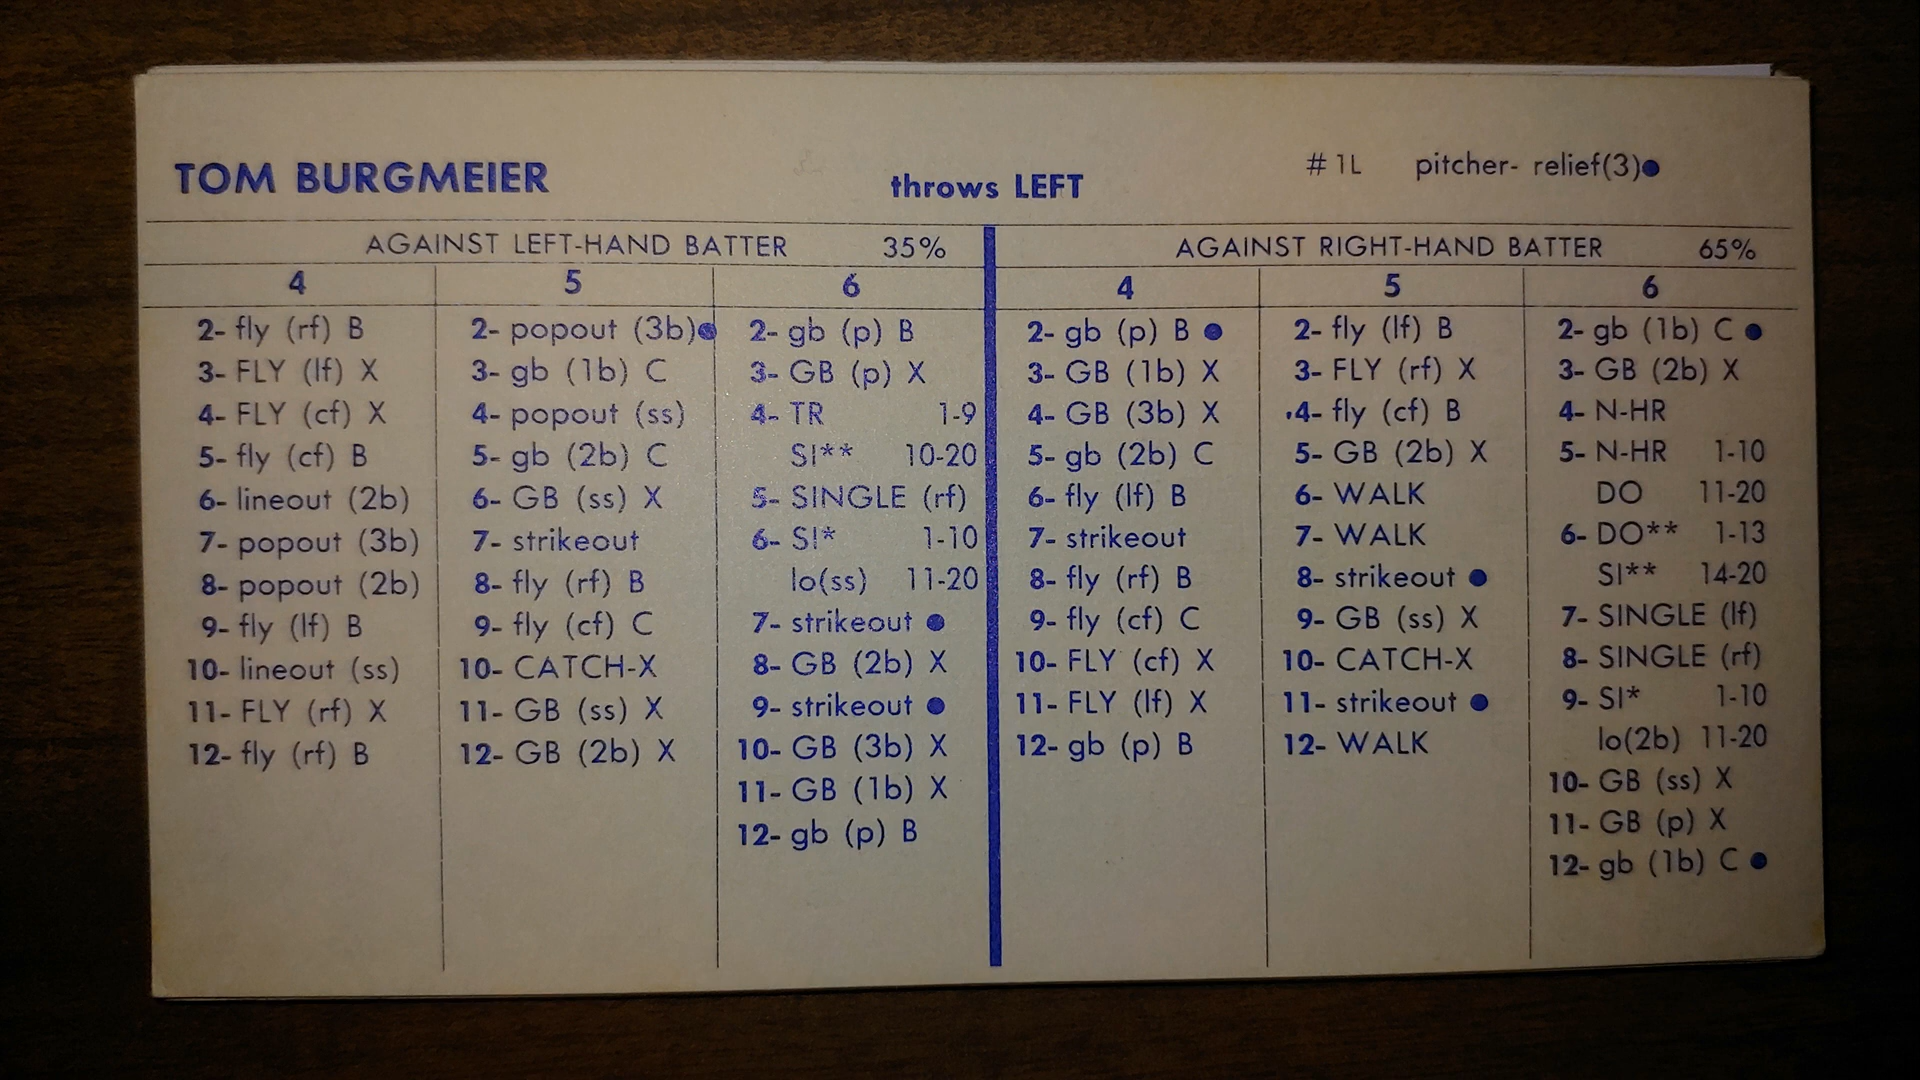 TOM BURGMEIER throws LEFT #1L pitcher- relief(3)●
AGAINST LEFT-HAND BATTER 35%
4
2- fly (rf) B
3- FLY (lf) X
4- FLY (cf) X
5- fly (cf) B
6- lineout (2b)
7- popout (3b)
8- popout (2b)
9- fly (lf) B
10- lineout (ss)
11- FLY (rf) X
12- fly (rf) B
5
2- popout (3b)●
3- gb (1b) C
4- popout (ss)
5- gb (2b) C
6- GB (ss) X
7- strikeout
8- fly (rf) B
9- fly (cf) C
10- CATCH-X
11- GB (ss) X
12- GB (2b) X
6
2- gb (p) B
3- GB (p) X
4- TR 1-9
SI** 10-20
5- SINGLE (rf)
6- SI* 1-10
lo(ss) 11-20
7- strikeout ●
8- GB (2b) X
9- strikeout ●
10- GB (3b) X
11- GB (1b) X
12- gb (p) B
AGAINST RIGHT-HAND BATTER 65%
4
2- gb (p) B ●
3- GB (1b) X
4- GB (3b) X
5- gb (2b) C
6- fly (lf) B
7- strikeout
8- fly (rf) B
9- fly (cf) C
10- FLY (cf) X
11- FLY (lf) X
12- gb (p) B
5
2- fly (lf) B
3- FLY (rf) X
4- fly (cf) B
5- GB (2b) X
6- WALK
7- WALK
8- strikeout ●
9- GB (ss) X
10- CATCH-X
11- strikeout ●
12- WALK
6
2- gb (1b) C ●
3- GB (2b) X
4- N-HR
5- N-HR 1-10
DO 11-20
6- DO** 1-13
SI** 14-20
7- SINGLE (lf)
8- SINGLE (rf)
9- SI* 1-10
lo(2b) 11-20
10- GB (ss) X
11- GB (p) X
12- gb (1b) C ●